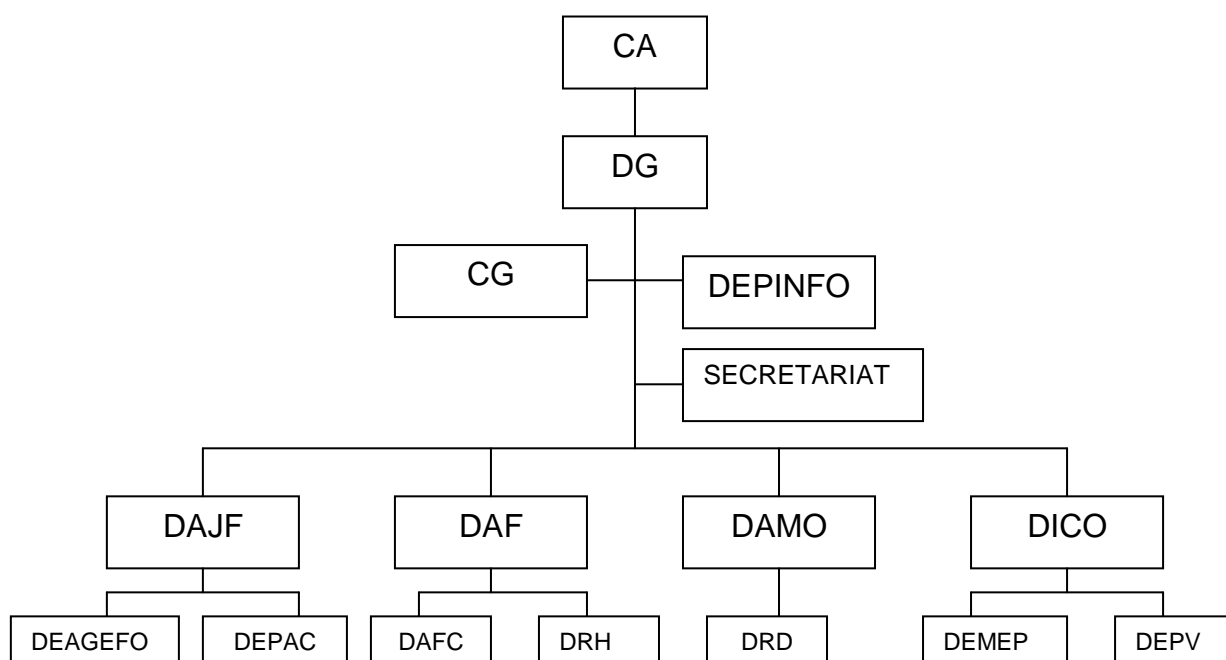 CA
DG
CG
DEPINFO
SECRETARIAT
DAJF
DAF
DAMO
DICO
DEAGEFO
DEPAC
DAFC
DRH
DRD
DEMEP
DEPV